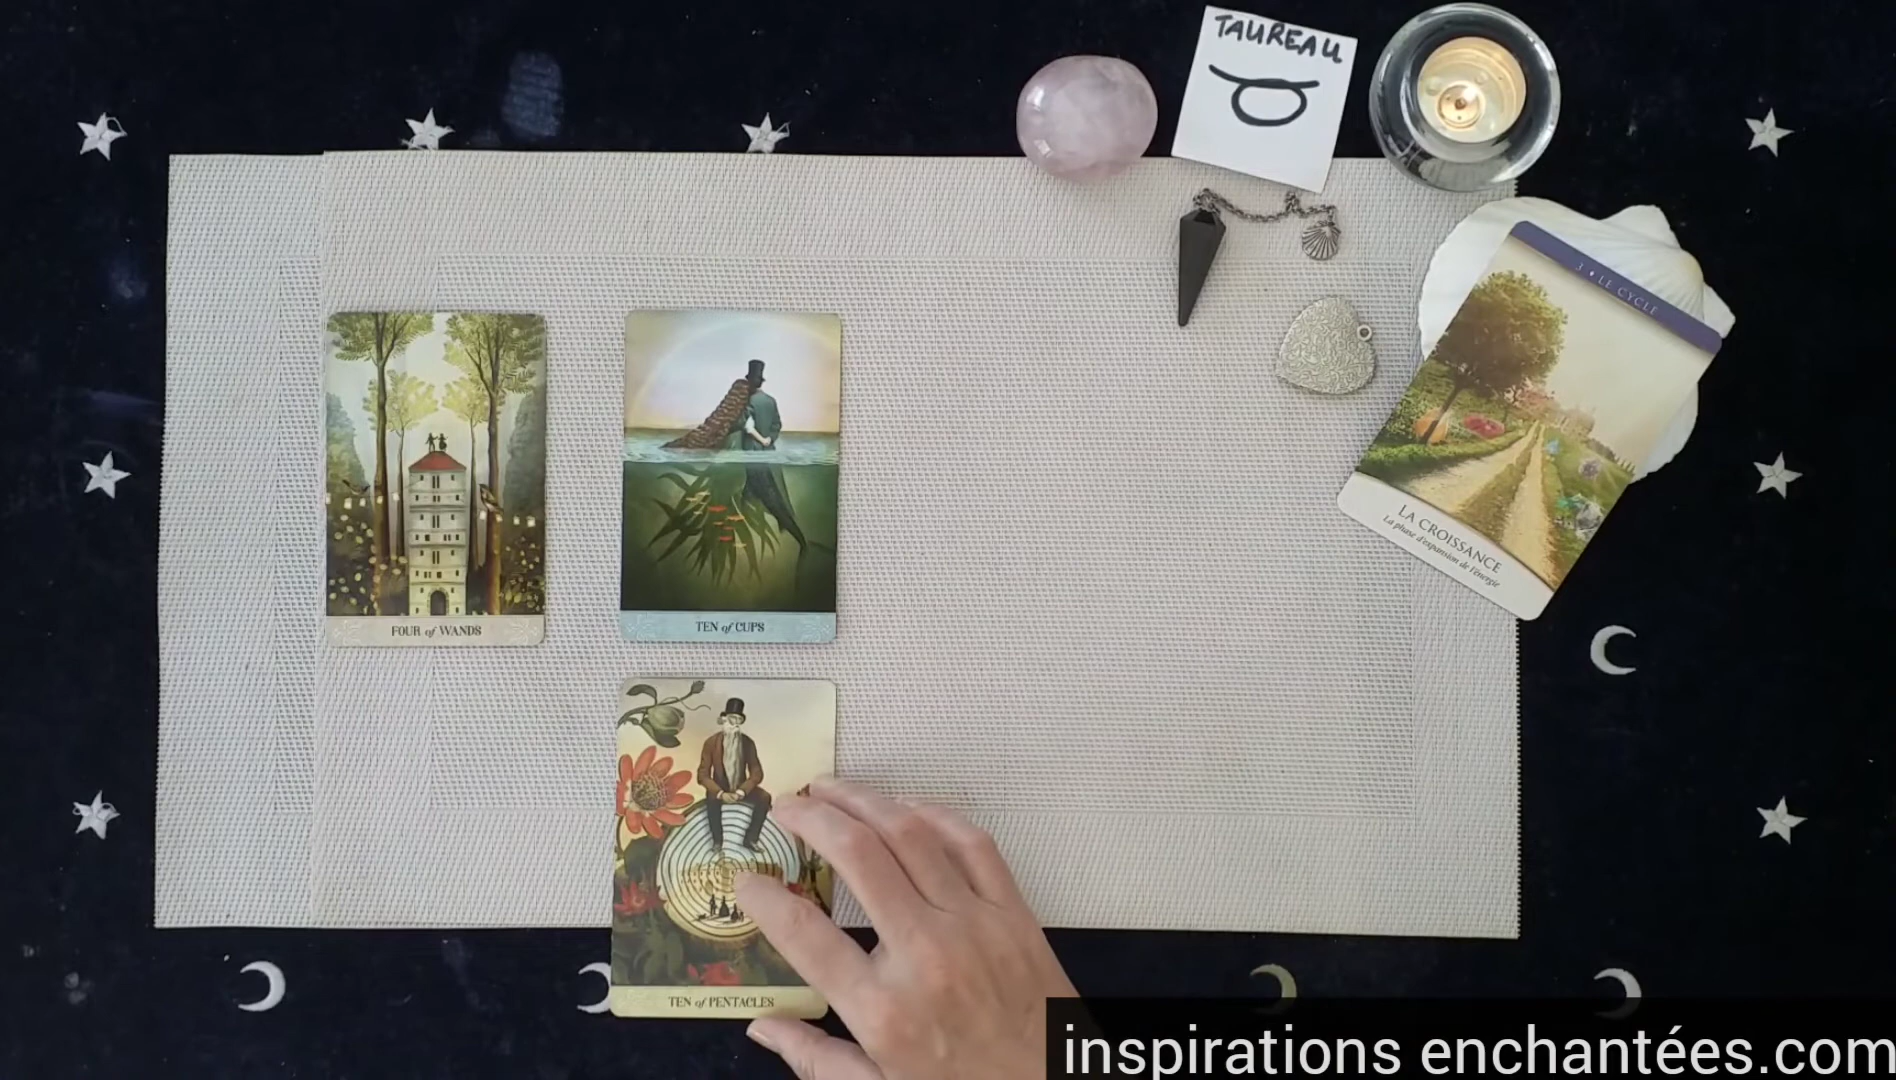 TAUREAU
3 ♦ LE CYCLE
LA CROISSANCE
La phase d'expansion de l'énergie
FOUR of WANDS
TEN of CUPS
TEN of PENTACLES
inspirations enchantées.com